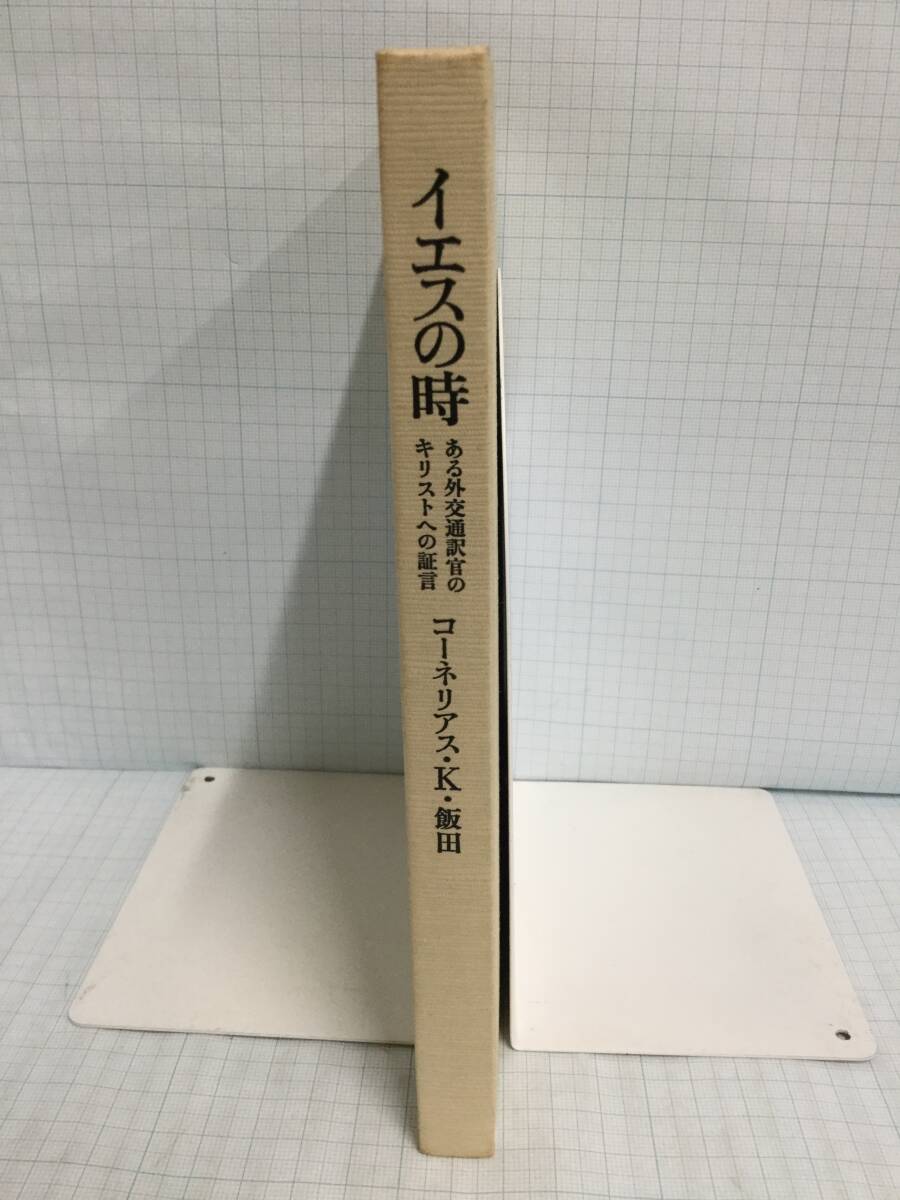 イエスの時
ある外交通訳官の
キリストへの証言
コーネリアス・K・飯田